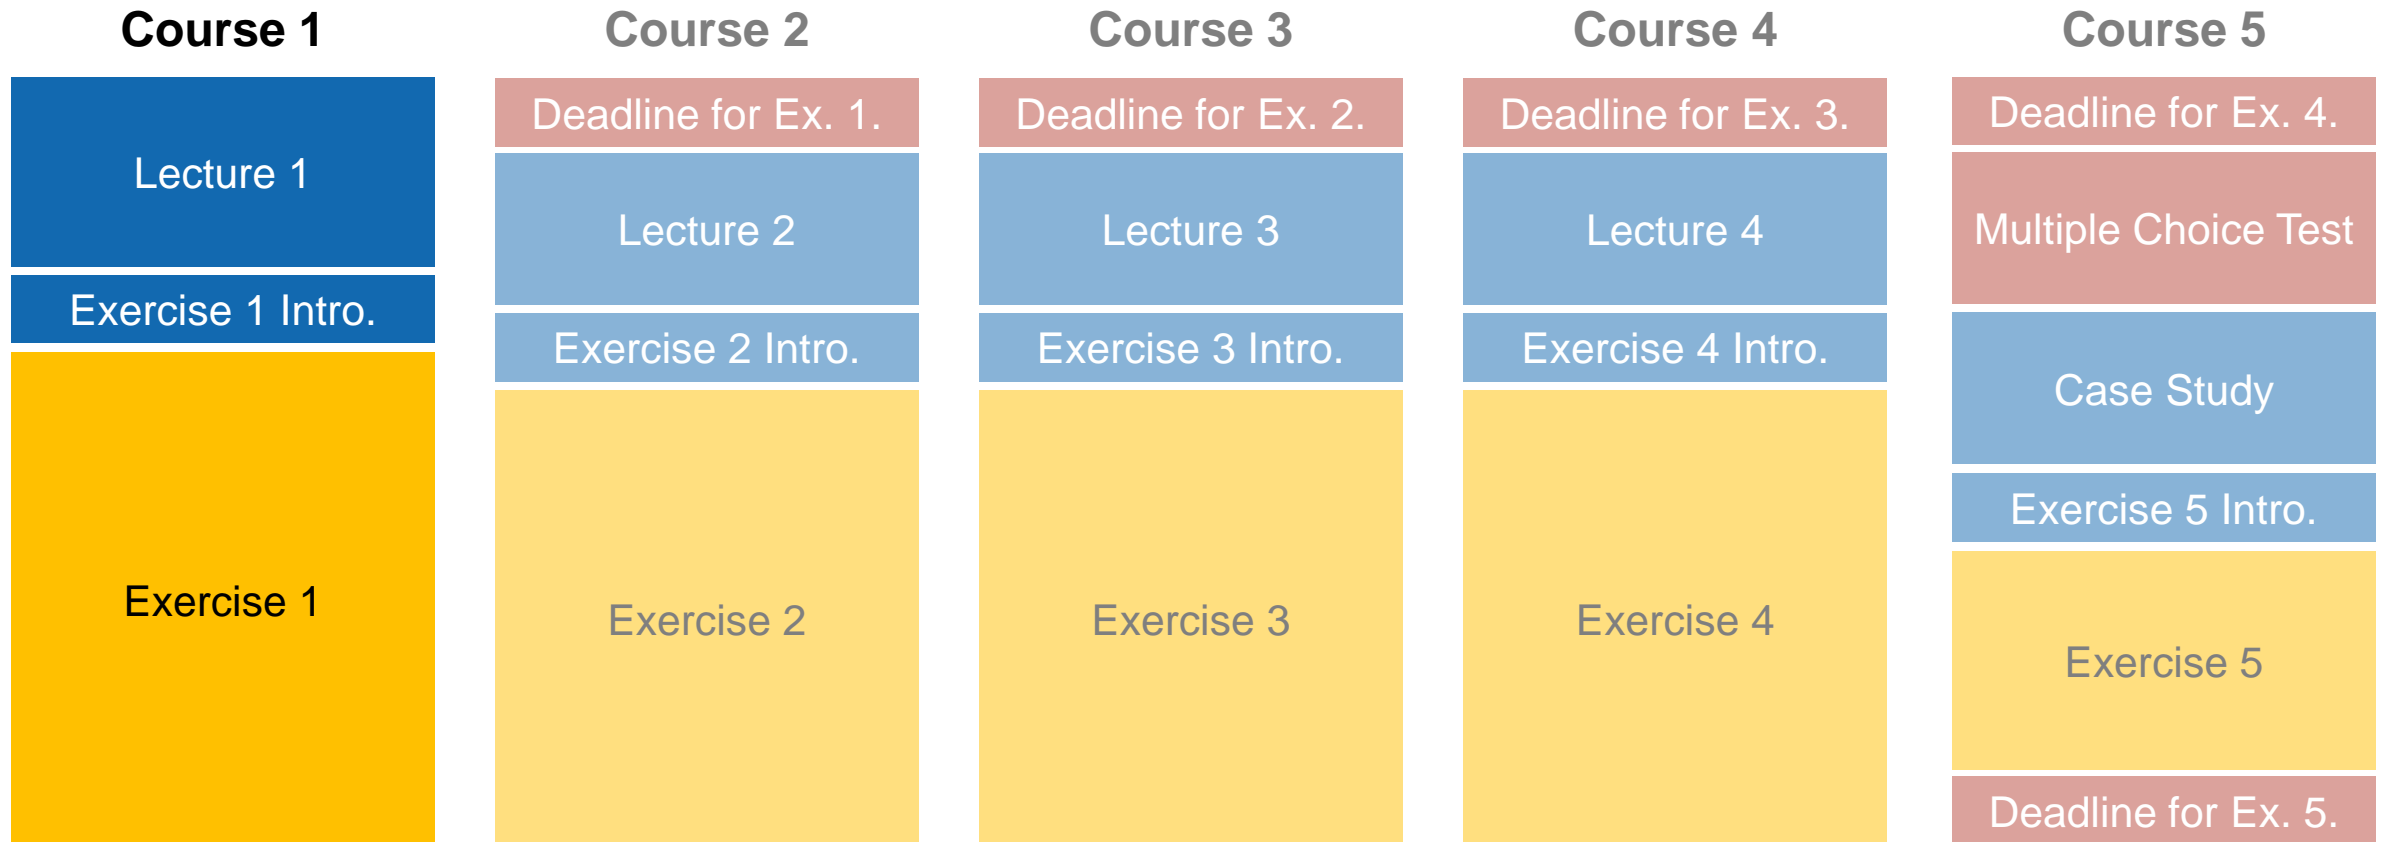 Course 1
Lecture 1
Exercise 1 Intro.
Exercise 1
Course 2
Deadline for Ex. 1.
Lecture 2
Exercise 2 Intro.
Exercise 2
Course 3
Deadline for Ex. 2.
Lecture 3
Exercise 3 Intro.
Exercise 3
Course 4
Deadline for Ex. 3.
Lecture 4
Exercise 4 Intro.
Exercise 4
Course 5
Deadline for Ex. 4.
Multiple Choice Test
Case Study
Exercise 5 Intro.
Exercise 5
Deadline for Ex. 5.